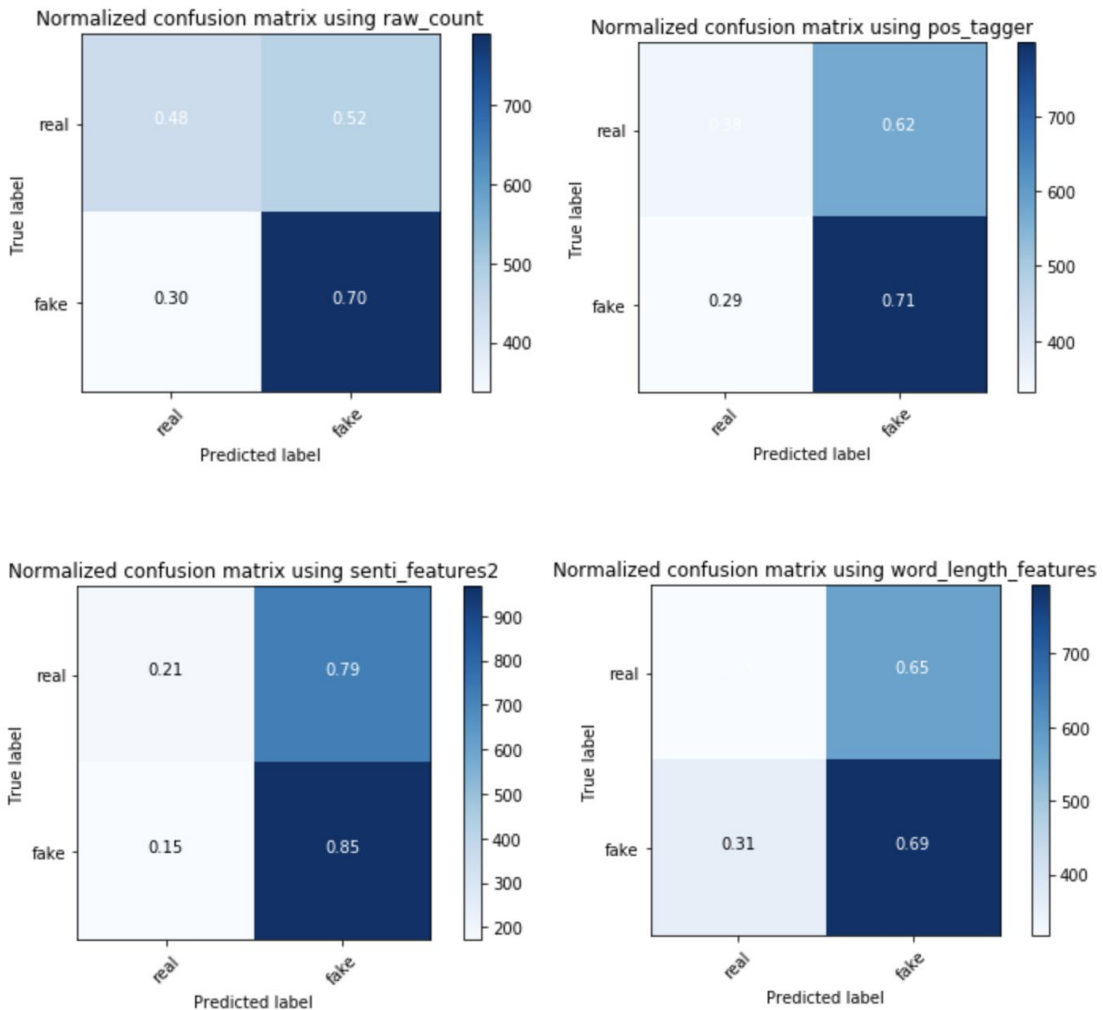 Normalized confusion matrix using raw_count
True label
real
0.48
0.52
fake
0.30
0.70
real
fake
Predicted label
700
600
500
400
Normalized confusion matrix using pos_tagger
True label
real
0.38
0.62
fake
0.29
0.71
real
fake
Predicted label
700
600
500
400
Normalized confusion matrix using senti_features2
True label
real
0.21
0.79
fake
0.15
0.85
real
fake
Predicted label
900
800
700
600
500
400
300
200
Normalized confusion matrix using word_length_features
True label
real
0.65
fake
0.31
0.69
real
fake
Predicted label
700
600
500
400